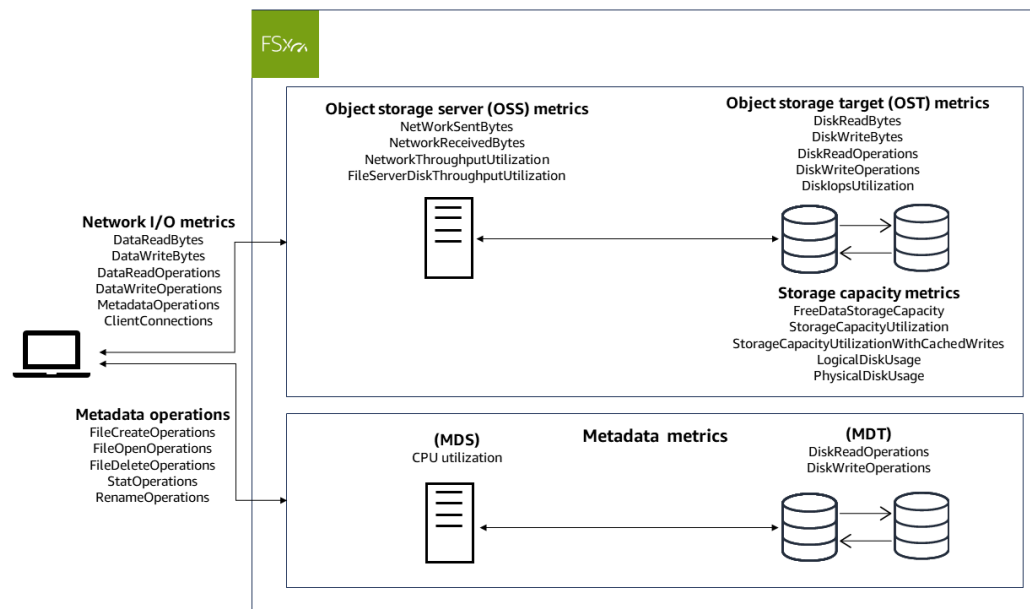 FSx
Object storage server (OSS) metrics
NetWorkSentBytes
NetworkReceivedBytes
NetworkThroughputUtilization
FileServerDiskThroughputUtilization
Object storage target (OST) metrics
DiskReadBytes
DiskWriteBytes
DiskReadOperations
DiskWriteOperations
DiskIopsUtilization
Network I/O metrics
DataReadBytes
DataWriteBytes
DataReadOperations
DataWriteOperations
MetadataOperations
ClientConnections
Storage capacity metrics
FreeDataStorageCapacity
StorageCapacityUtilization
StorageCapacityUtilizationWithCachedWrites
LogicalDiskUsage
PhysicalDiskUsage
Metadata operations
FileCreateOperations
FileOpenOperations
FileDeleteOperations
StatOperations
RenameOperations
(MDS)
CPU utilization
Metadata metrics
(MDT)
DiskReadOperations
DiskWriteOperations